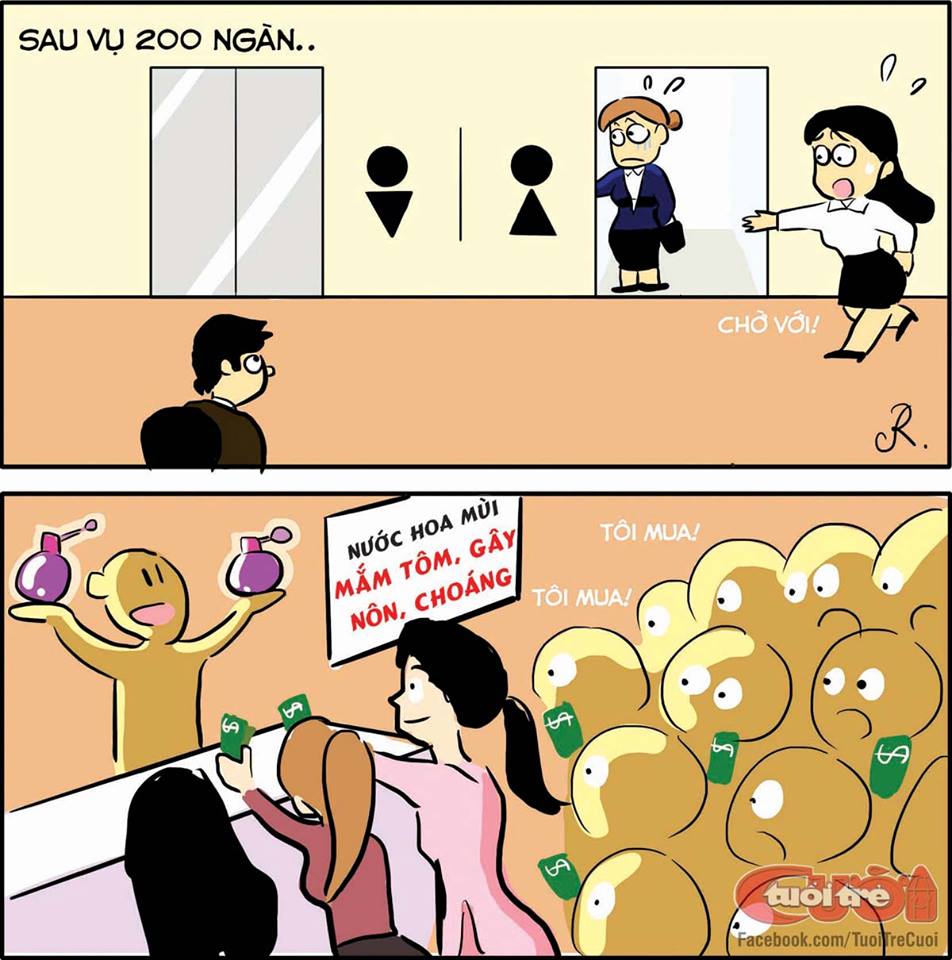 SAU VỤ 200 NGÀN..
CHỜ VỚI!
R.
NƯỚC HOA MÙI
MẮM TÔM, GÂY
NÔN, CHOÁNG
TÔI MUA!
TÔI MUA!
$
$
$
$
$
$
tuổi trẻ
CƯỜI
Facebook.com/TuoiTreCuoi